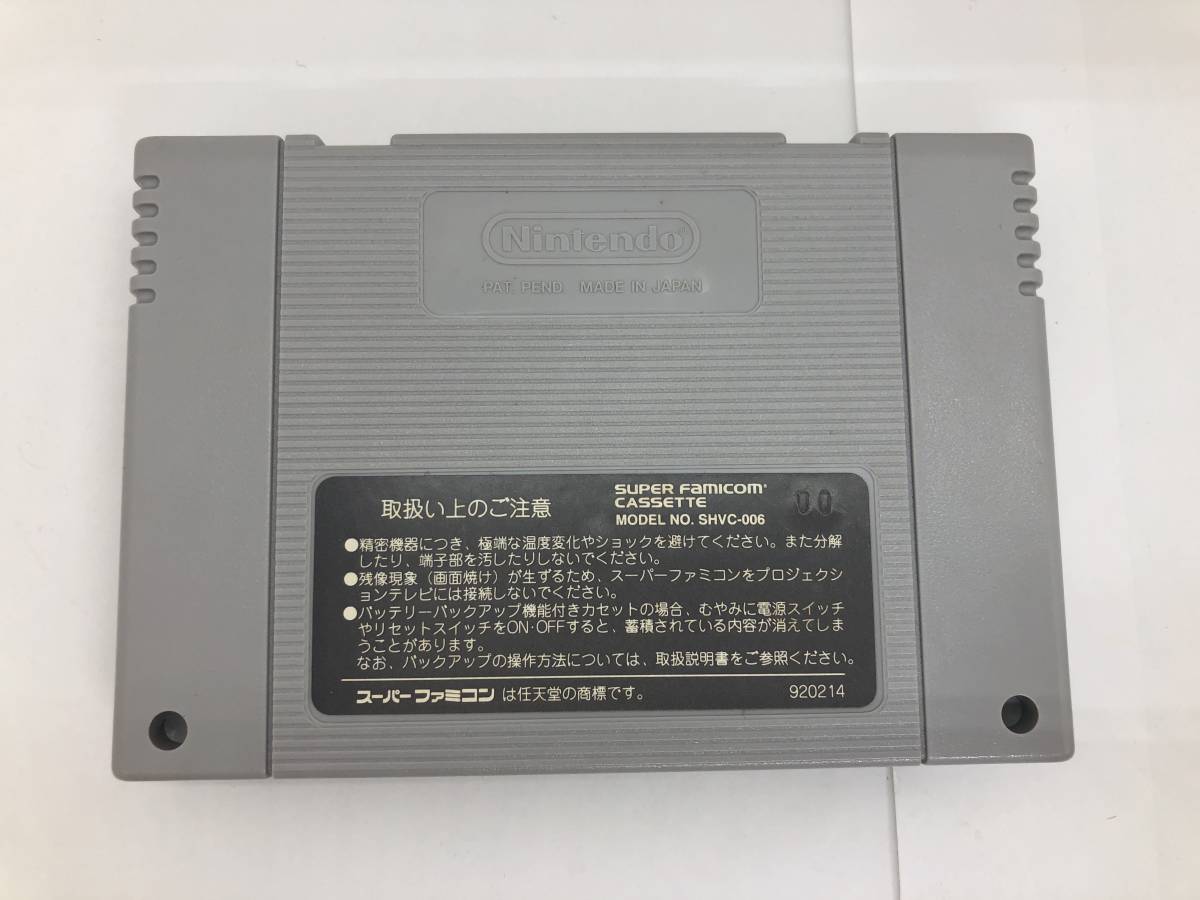 Nintendo®
PAT. PEND. MADE IN JAPAN
取扱い上のご注意
SUPER FAMICOM
CASSETTE
MODEL NO. SHVC-006
00
●精密機器につき、極端な温度変化やショックを避けてください。また分解
したり、端子部を汚したりしないでください。
●残像現象（画面焼け）が生ずるため、スーパーファミコンをプロジェクシ
ョンテレビには接続しないでください。
●バッテリーバックアップ機能付きカセットの場合、むやみに電源スイッチ
やリセットスイッチをON·OFFすると、蓄積されている内容が消えてしま
うことがあります。
なお、バックアップの操作方法については、取扱説明書をご参照ください。
スーパーファミコン は任天堂の商標です。
920214